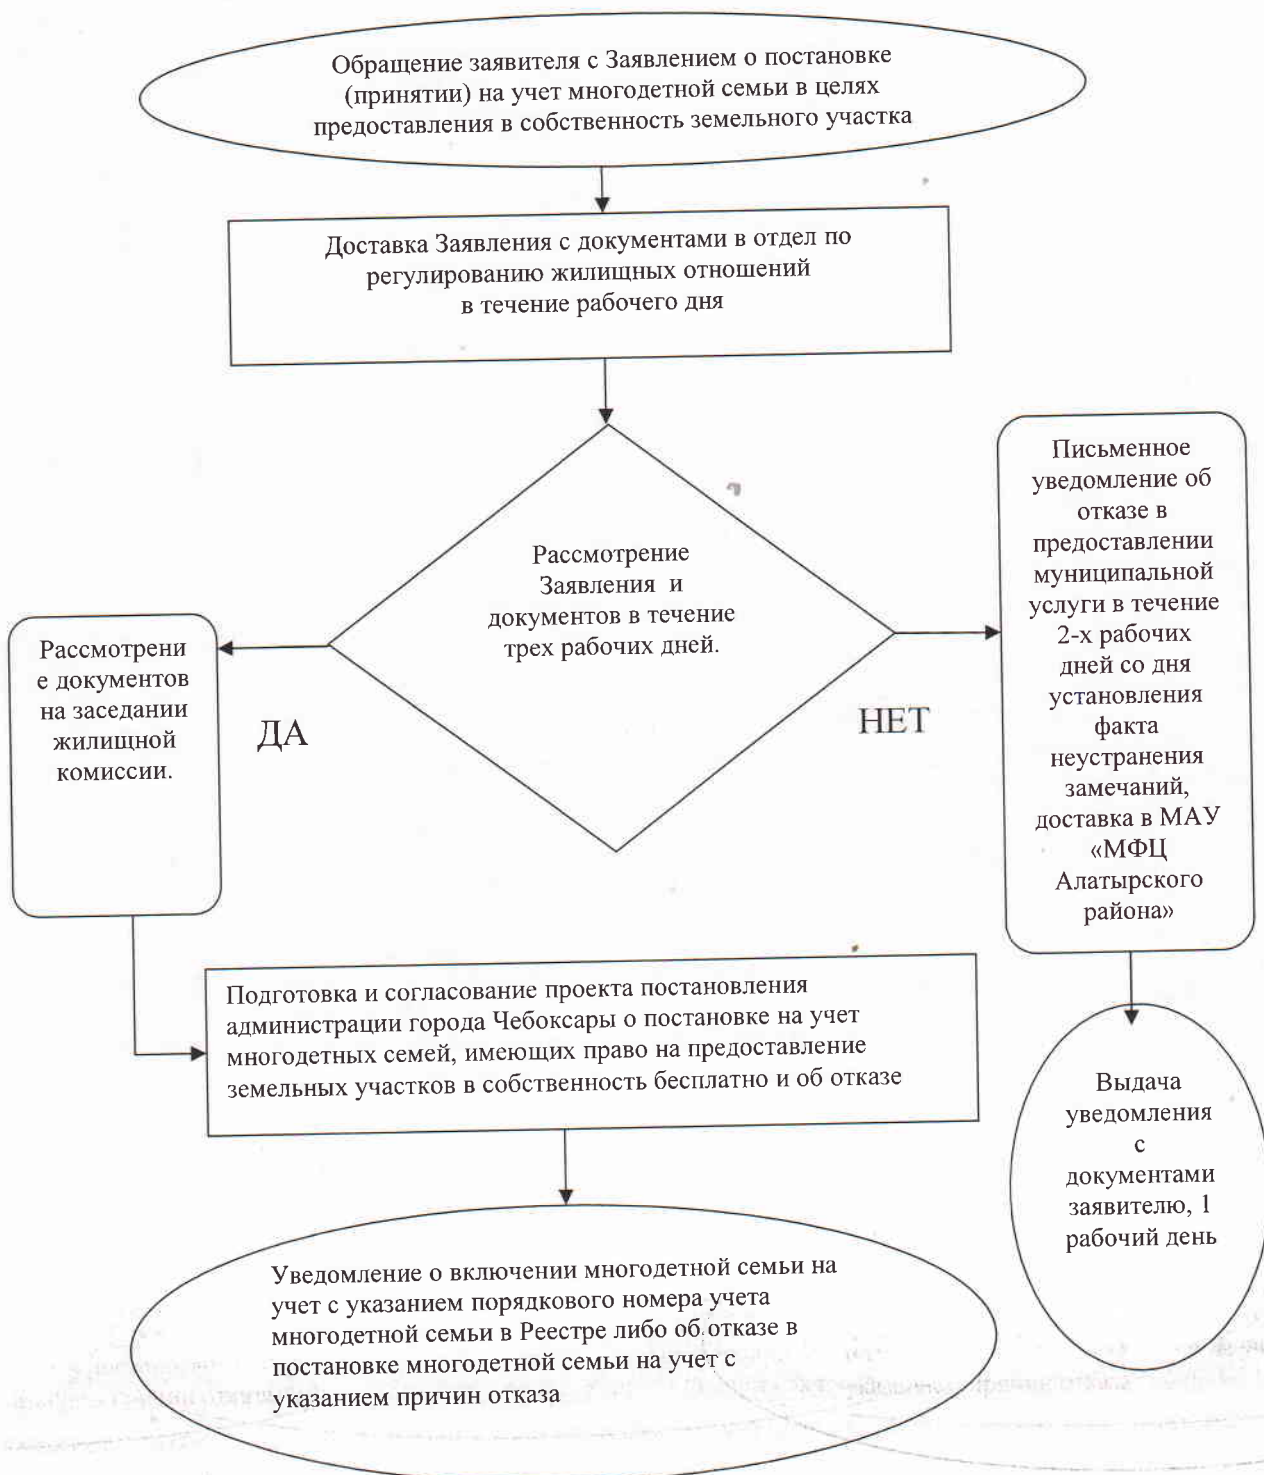 Обращение заявителя с Заявлением о постановке
(принятии) на учет многодетной семьи в целях
предоставления в собственность земельного участка
Доставка Заявления с документами в отдел по
регулированию жилищных отношений
в течение рабочего дня
Рассмотрение
Заявления и
документов в течение
трех рабочих дней.
ДА
НЕТ
Рассмотрени
е документов
на заседании
жилищной
комиссии.
Письменное
уведомление об
отказе в
предоставлении
муниципальной
услуги в течение
2-х рабочих
дней со дня
установления
факта
неустранения
замечаний,
доставка в МАУ
«МФЦ
Алатырского
района»
Подготовка и согласование проекта постановления
администрации города Чебоксары о постановке на учет
многодетных семей, имеющих право на предоставление
земельных участков в собственность бесплатно и об отказе
Выдача
уведомления
с
документами
заявителю, 1
рабочий день
Уведомление о включении многодетной семьи на
учет с указанием порядкового номера учета
многодетной семьи в Реестре либо об отказе в
постановке многодетной семьи на учет с
указанием причин отказа